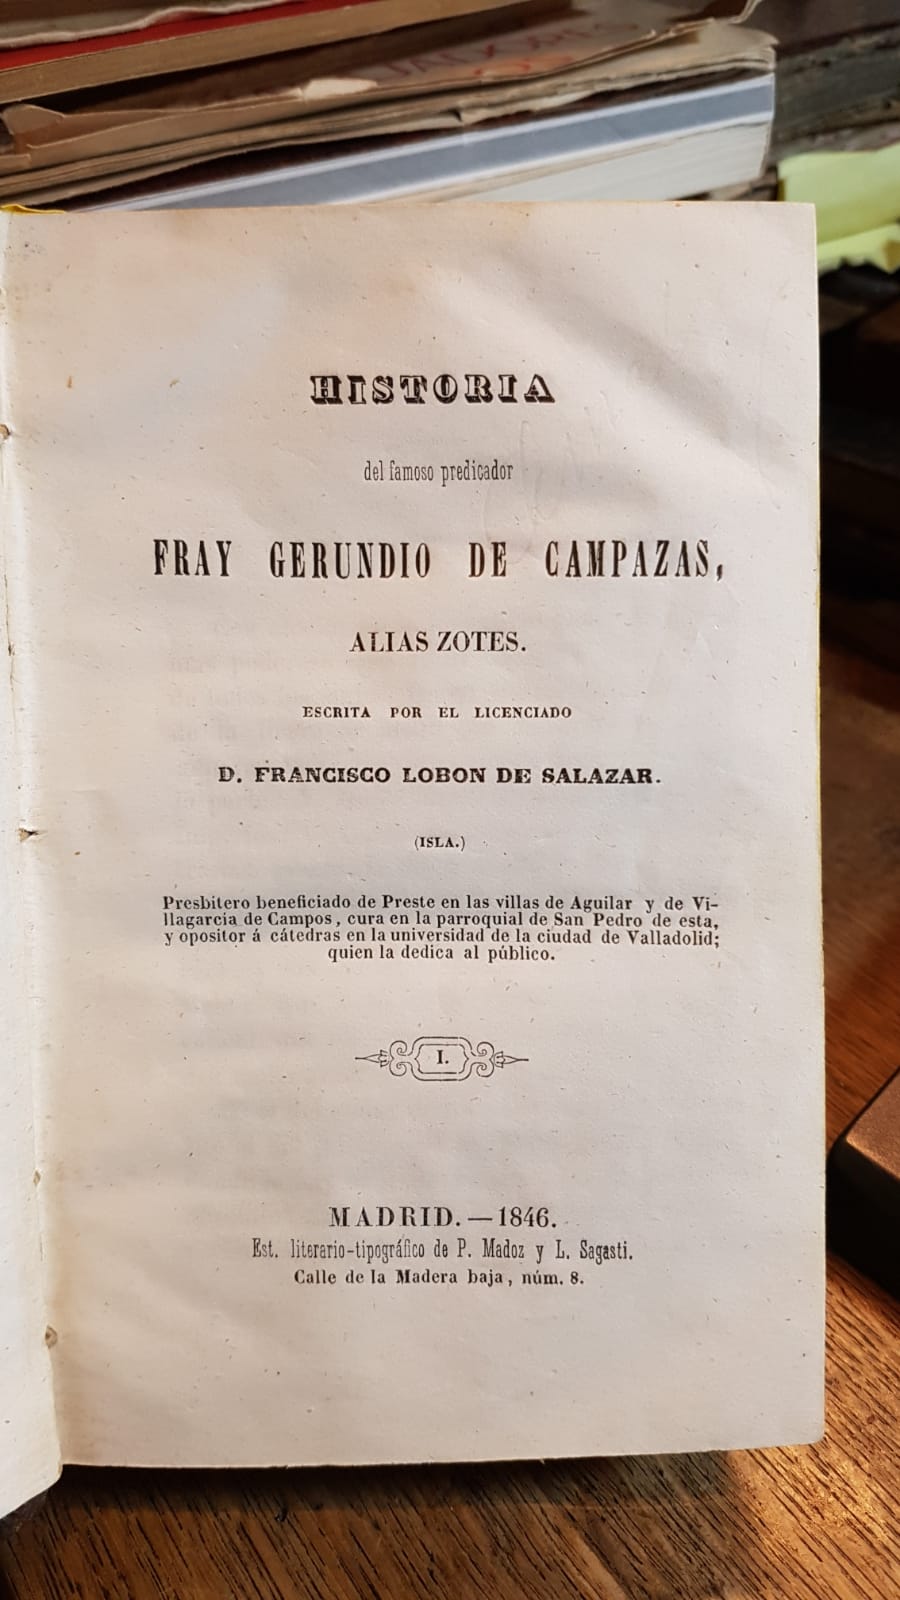 HISTORIA
del famoso predicador
FRAY GERUNDIO DE CAMPAZAS,
ALIAS ZOTES.
ESCRITA POR EL LICENCIADO
D. FRANCISCO LOBON DE SALAZAR.
(ISLA.)
Presbitero beneficiado de Preste en las villas de Aguilar y de Vi-
llagarcia de Campos, cura en la parroquial de San Pedro de esta,
y opositor á cátedras en la universidad de la ciudad de Valladolid;
quien la dedica al público.
I.
MADRID.—1846.
Est. literario-tipográfico de P. Madoz y L. Sagasti.
Calle de la Madera baja, núm. 8.